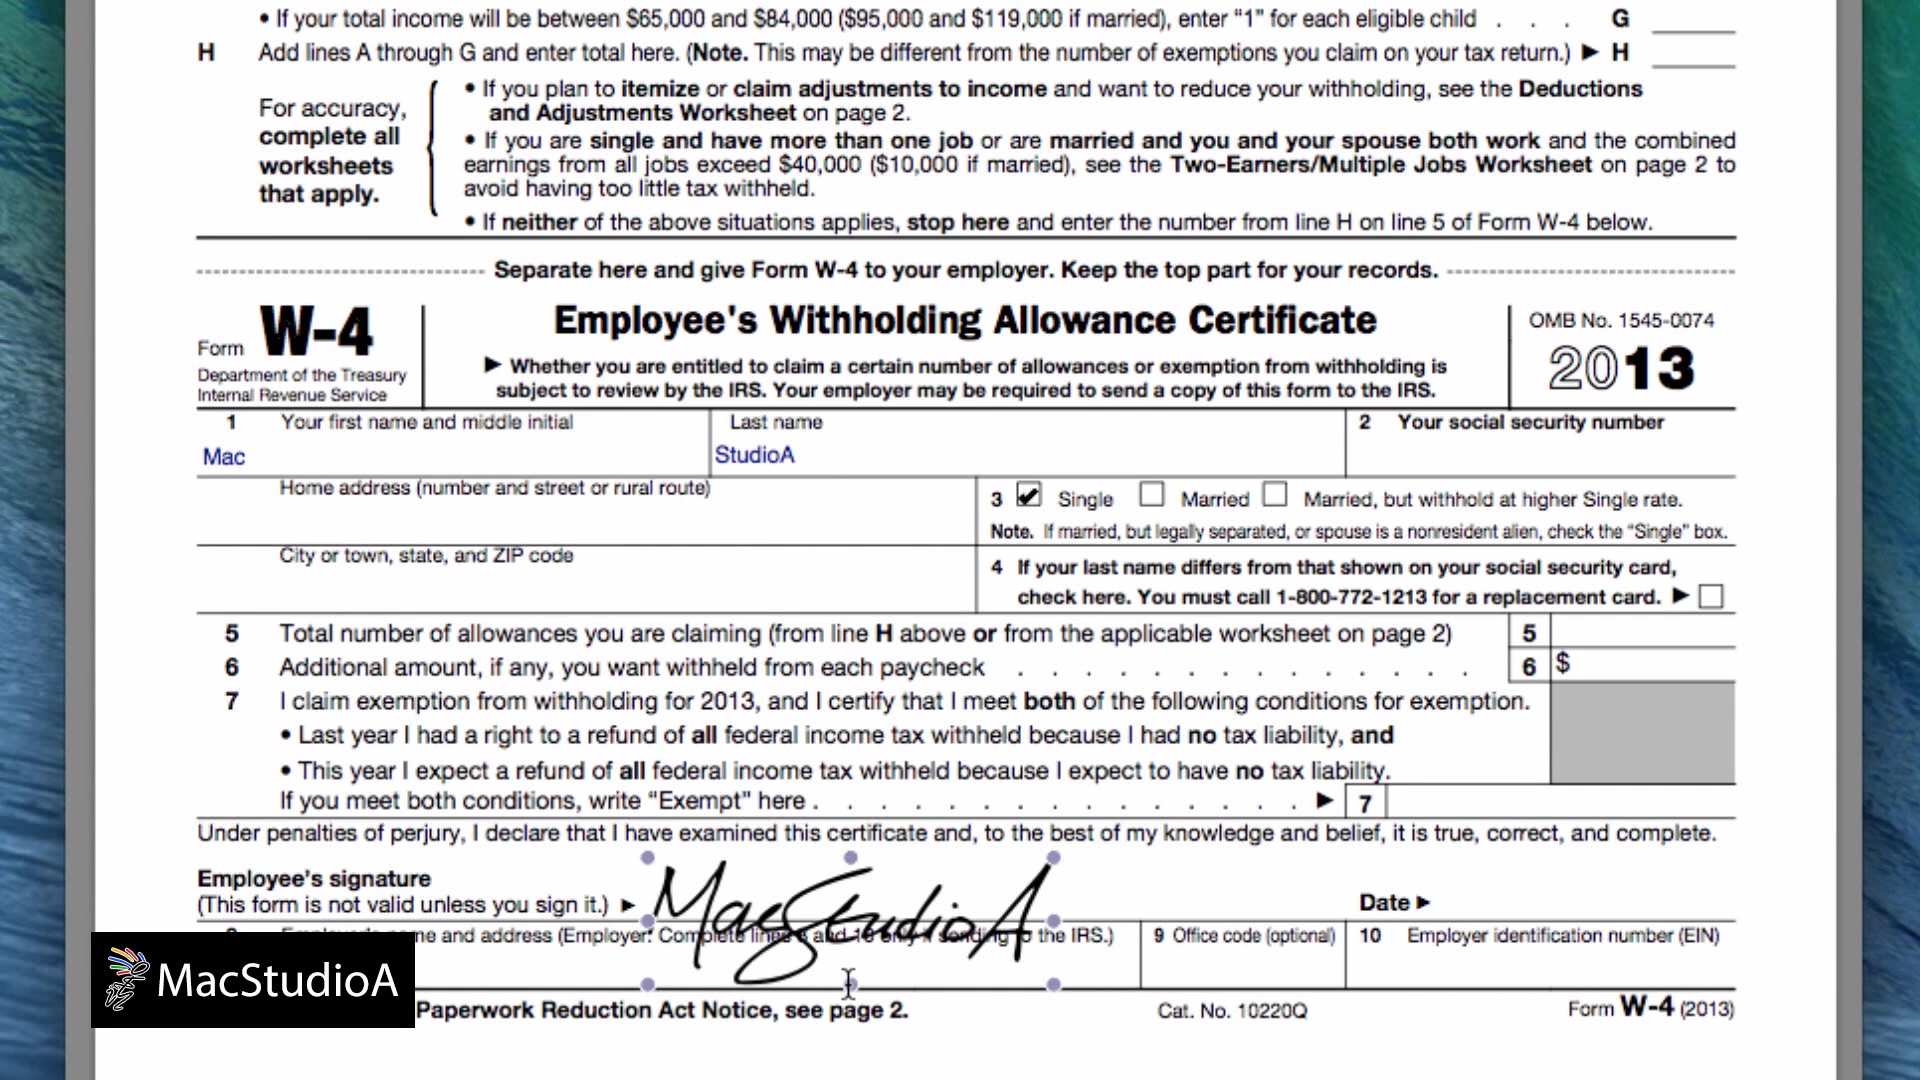 • If your total income will be between $65,000 and $84,000 ($95,000 and $119,000 if married), enter “1” for each eligible child . . . G
H Add lines A through G and enter total here. (Note. This may be different from the number of exemptions you claim on your tax return.) ▶ H
For accuracy,
complete all
worksheets
that apply.
• If you plan to itemize or claim adjustments to income and want to reduce your withholding, see the Deductions
and Adjustments Worksheet on page 2.
• If you are single and have more than one job or are married and you and your spouse both work and the combined
earnings from all jobs exceed $40,000 ($10,000 if married), see the Two-Earners/Multiple Jobs Worksheet on page 2 to
avoid having too little tax withheld.
• If neither of the above situations applies, stop here and enter the number from line H on line 5 of Form W-4 below.
Separate here and give Form W-4 to your employer. Keep the top part for your records.
Form W-4
Department of the Treasury
Internal Revenue Service
Employee's Withholding Allowance Certificate
▶ Whether you are entitled to claim a certain number of allowances or exemption from withholding is
subject to review by the IRS. Your employer may be required to send a copy of this form to the IRS.
OMB No. 1545-0074
2013
1 Your first name and middle initial
Mac
Last name
StudioA
2 Your social security number
Home address (number and street or rural route)
3 Single Married Married, but withhold at higher Single rate.
Note. If married, but legally separated, or spouse is a nonresident alien, check the “Single” box.
City or town, state, and ZIP code
4 If your last name differs from that shown on your social security card,
check here. You must call 1-800-772-1213 for a replacement card. ▶
5 Total number of allowances you are claiming (from line H above or from the applicable worksheet on page 2) 5
6 Additional amount, if any, you want withheld from each paycheck . . . . . . . . . . . . . . 6 $
7 I claim exemption from withholding for 2013, and I certify that I meet both of the following conditions for exemption.
• Last year I had a right to a refund of all federal income tax withheld because I had no tax liability, and
• This year I expect a refund of all federal income tax withheld because I expect to have no tax liability.
If you meet both conditions, write “Exempt” here . . . . . . . . . . . . . . . ▶ 7
Under penalties of perjury, I declare that I have examined this certificate and, to the best of my knowledge and belief, it is true, correct, and complete.
Employee's signature
(This form is not valid unless you sign it.) ▶
MacStudioA
Date ▶
and address (Employer: Complete lines and 10 only sending to the IRS.)
9 Office code (optional)
10 Employer identification number (EIN)
MacStudioA
Paperwork Reduction Act Notice, see page 2.
Cat. No. 10220Q
Form W-4 (2013)